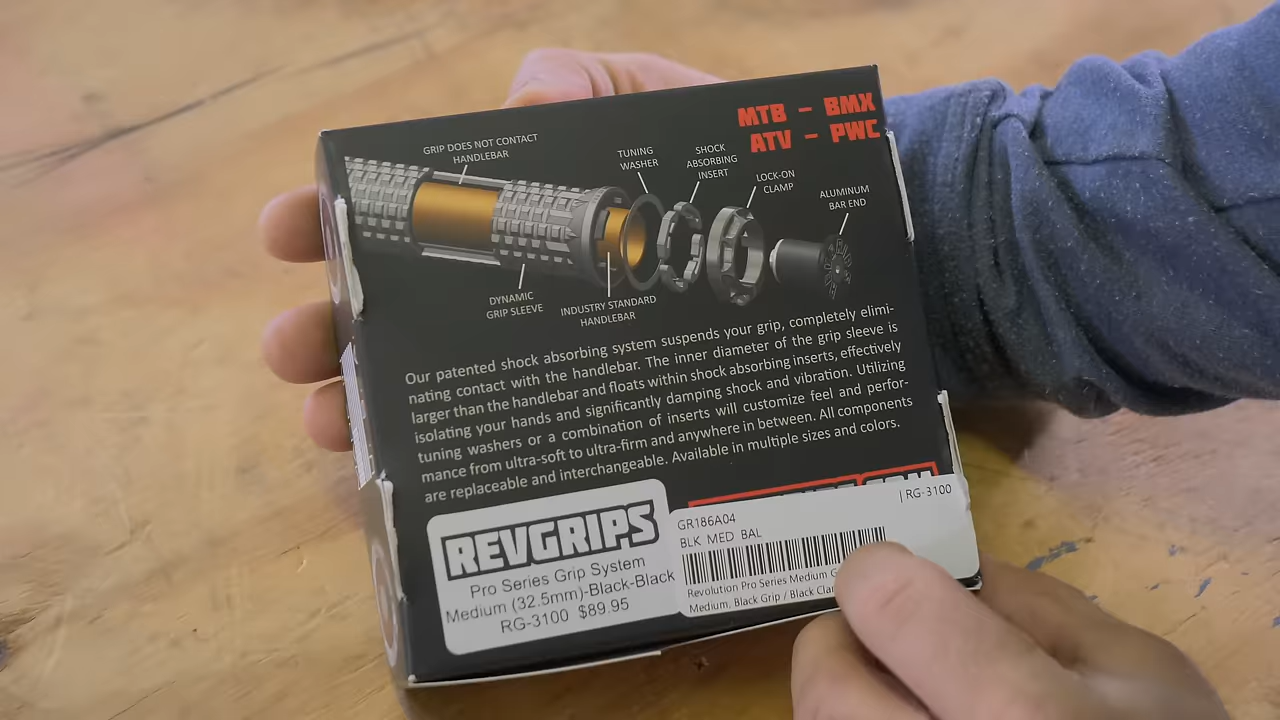 MTB – BMX
ATV – PWC
GRIP DOES NOT CONTACT
HANDLEBAR
TUNING
WASHER
SHOCK
ABSORBING
INSERT
LOCK-ON
CLAMP
ALUMINUM
BAR END
DYNAMIC
GRIP SLEEVE
INDUSTRY STANDARD
HANDLEBAR
Our patented shock absorbing system suspends your grip, completely elimi-
nating contact with the handlebar. The inner diameter of the grip sleeve is
larger than the handlebar and floats within shock absorbing inserts, effectively
isolating your hands and significantly damping shock and vibration. Utilizing
tuning washers or a combination of inserts will customize feel and perfor-
mance from ultra-soft to ultra-firm and anywhere in between. All components
are replaceable and interchangeable. Available in multiple sizes and colors.
REVGRIPS
Pro Series Grip System
Medium (32.5mm)-Black-Black
RG-3100 $89.95
GR186A04
| RG-3100
BLK MED BAL
Revolution Pro Series Medium
Medium, Black Grip / Black